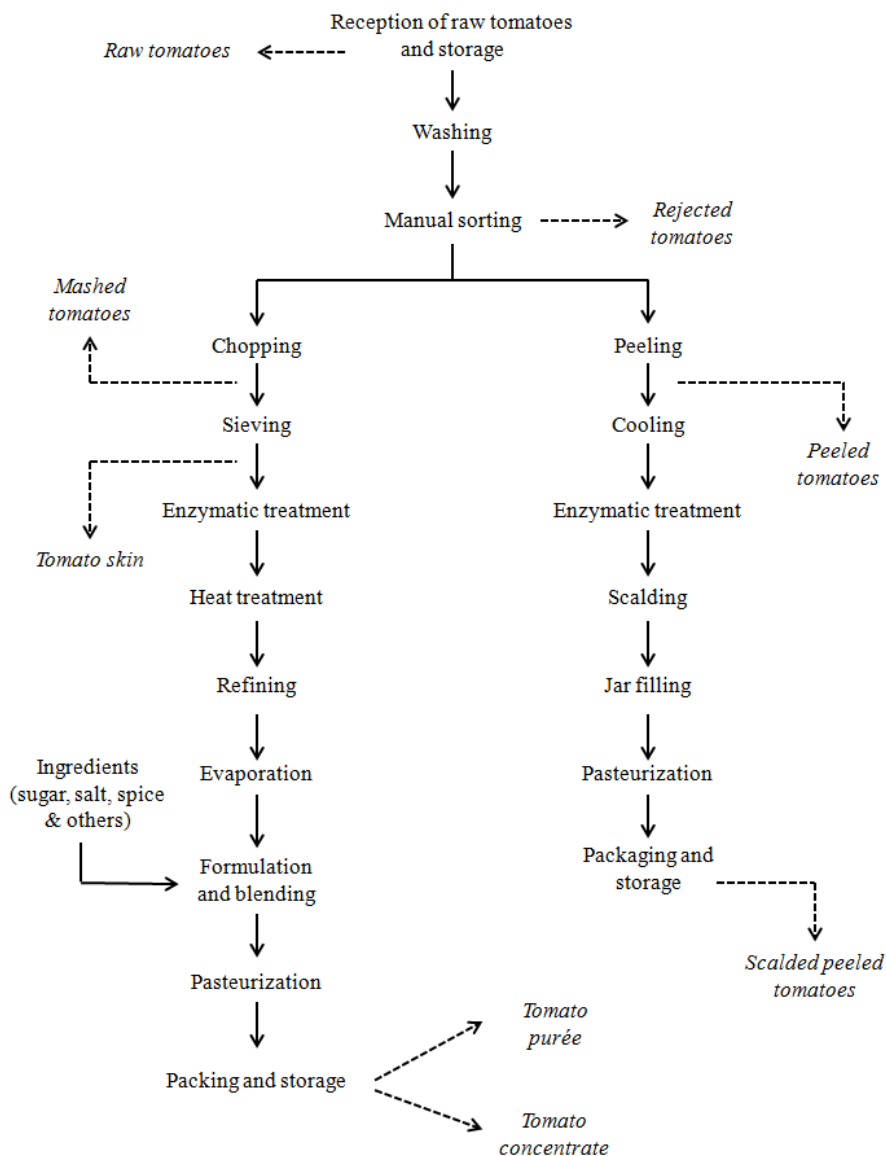 Reception of raw tomatoes
and storage
Raw tomatoes
Washing
Manual sorting
Rejected
tomatoes
Mashed
tomatoes
Chopping
Peeling
Sieving
Cooling
Peeled
tomatoes
Enzymatic treatment
Enzymatic treatment
Tomato skin
Heat treatment
Scalding
Refining
Jar filling
Ingredients
(sugar, salt, spice
& others)
Evaporation
Pasteurization
Formulation
and blending
Packaging and
storage
Pasteurization
Scalded peeled
tomatoes
Tomato
purée
Packing and storage
Tomato
concentrate